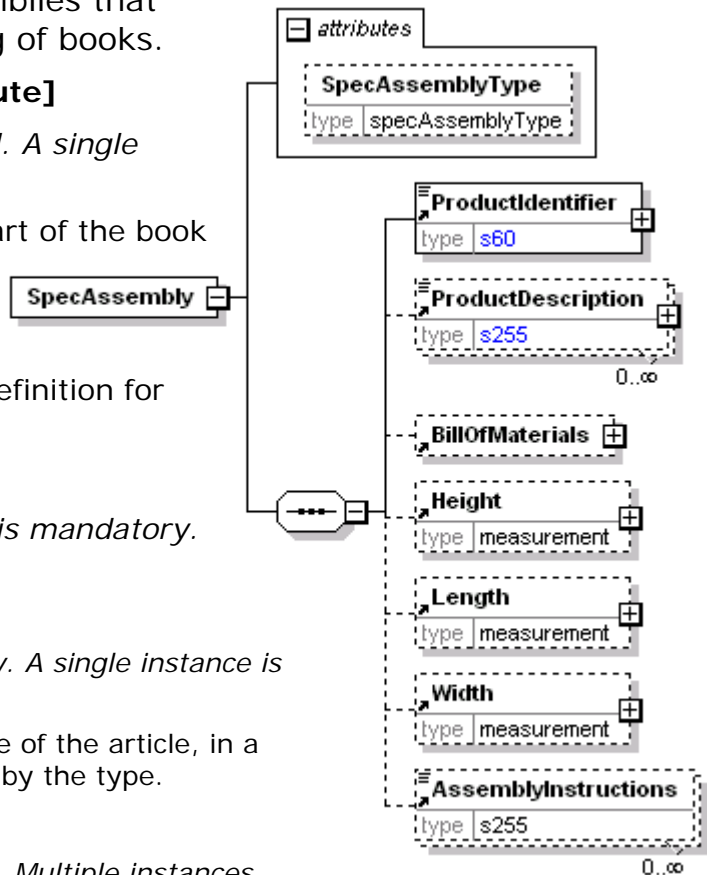 mblies that
g of books.
ute]
A single
art of the book
efinition for
is mandatory.
A single instance is
e of the article, in a
by the type.
Multiple instances
attributes
SpecAssemblyType
type specAssemblyType
SpecAssembly
ProductIdentifier
type s60
ProductDescription
type s255
0..∞
BillOfMaterials
Height
type measurement
Length
type measurement
Width
type measurement
AssemblyInstructions
type s255
0..∞